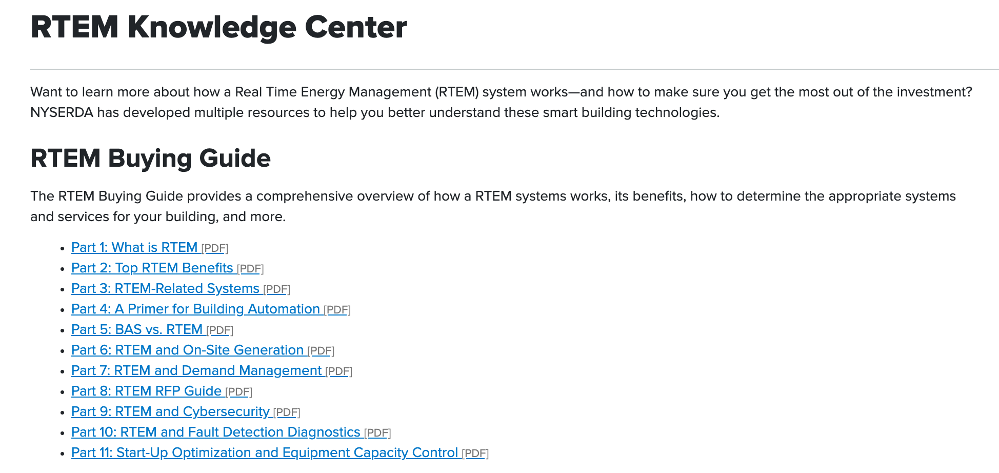 RTEM Knowledge Center
Want to learn more about how a Real Time Energy Management (RTEM) system works—and how to make sure you get the most out of the investment?
NYSERDA has developed multiple resources to help you better understand these smart building technologies.
RTEM Buying Guide
The RTEM Buying Guide provides a comprehensive overview of how a RTEM systems works, its benefits, how to determine the appropriate systems
and services for your building, and more.
• Part 1: What is RTEM [PDF]
• Part 2: Top RTEM Benefits [PDF]
• Part 3: RTEM-Related Systems [PDF]
• Part 4: A Primer for Building Automation [PDF]
• Part 5: BAS vs. RTEM [PDF]
• Part 6: RTEM and On-Site Generation [PDF]
• Part 7: RTEM and Demand Management [PDF]
• Part 8: RTEM RFP Guide [PDF]
• Part 9: RTEM and Cybersecurity [PDF]
• Part 10: RTEM and Fault Detection Diagnostics [PDF]
• Part 11: Start-Up Optimization and Equipment Capacity Control [PDF]